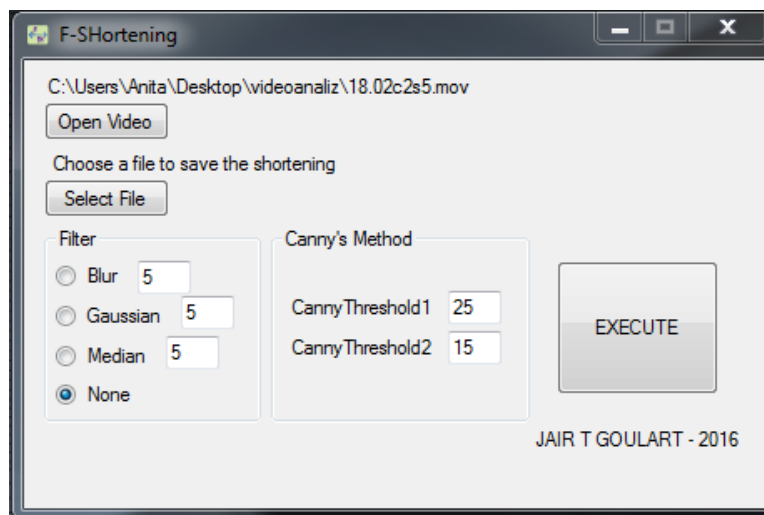 F-SHortening
C:\Users\Anita\Desktop\videoanaliz\18.02c2s5.mov
Open Video
Choose a file to save the shortening
Select File
Filter
Blur 5
Gaussian 5
Median 5
None
Canny's Method
CannyThreshold1 25
CannyThreshold2 15
EXECUTE
JAIR T GOULART - 2016